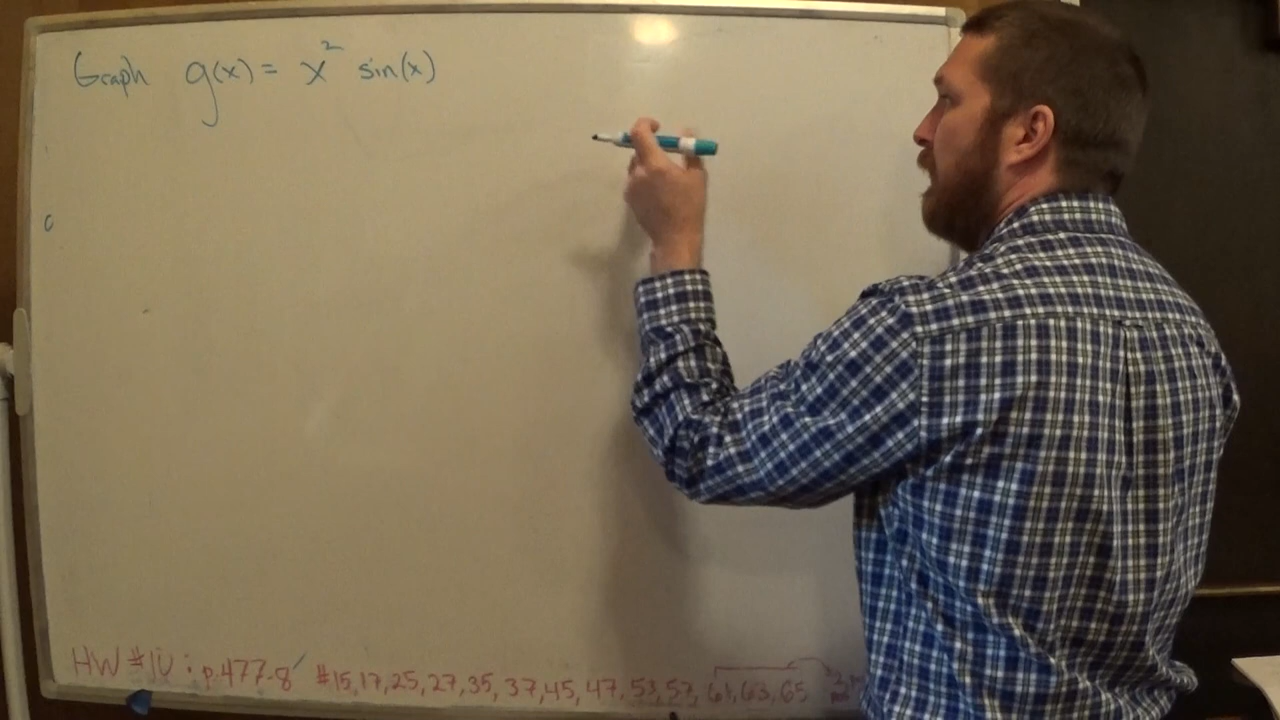 Graph g(x) = x² sin(x)
HW #10 : p.477-8 #15,17,25,27,35,37,45,47,53,57,61,63,65